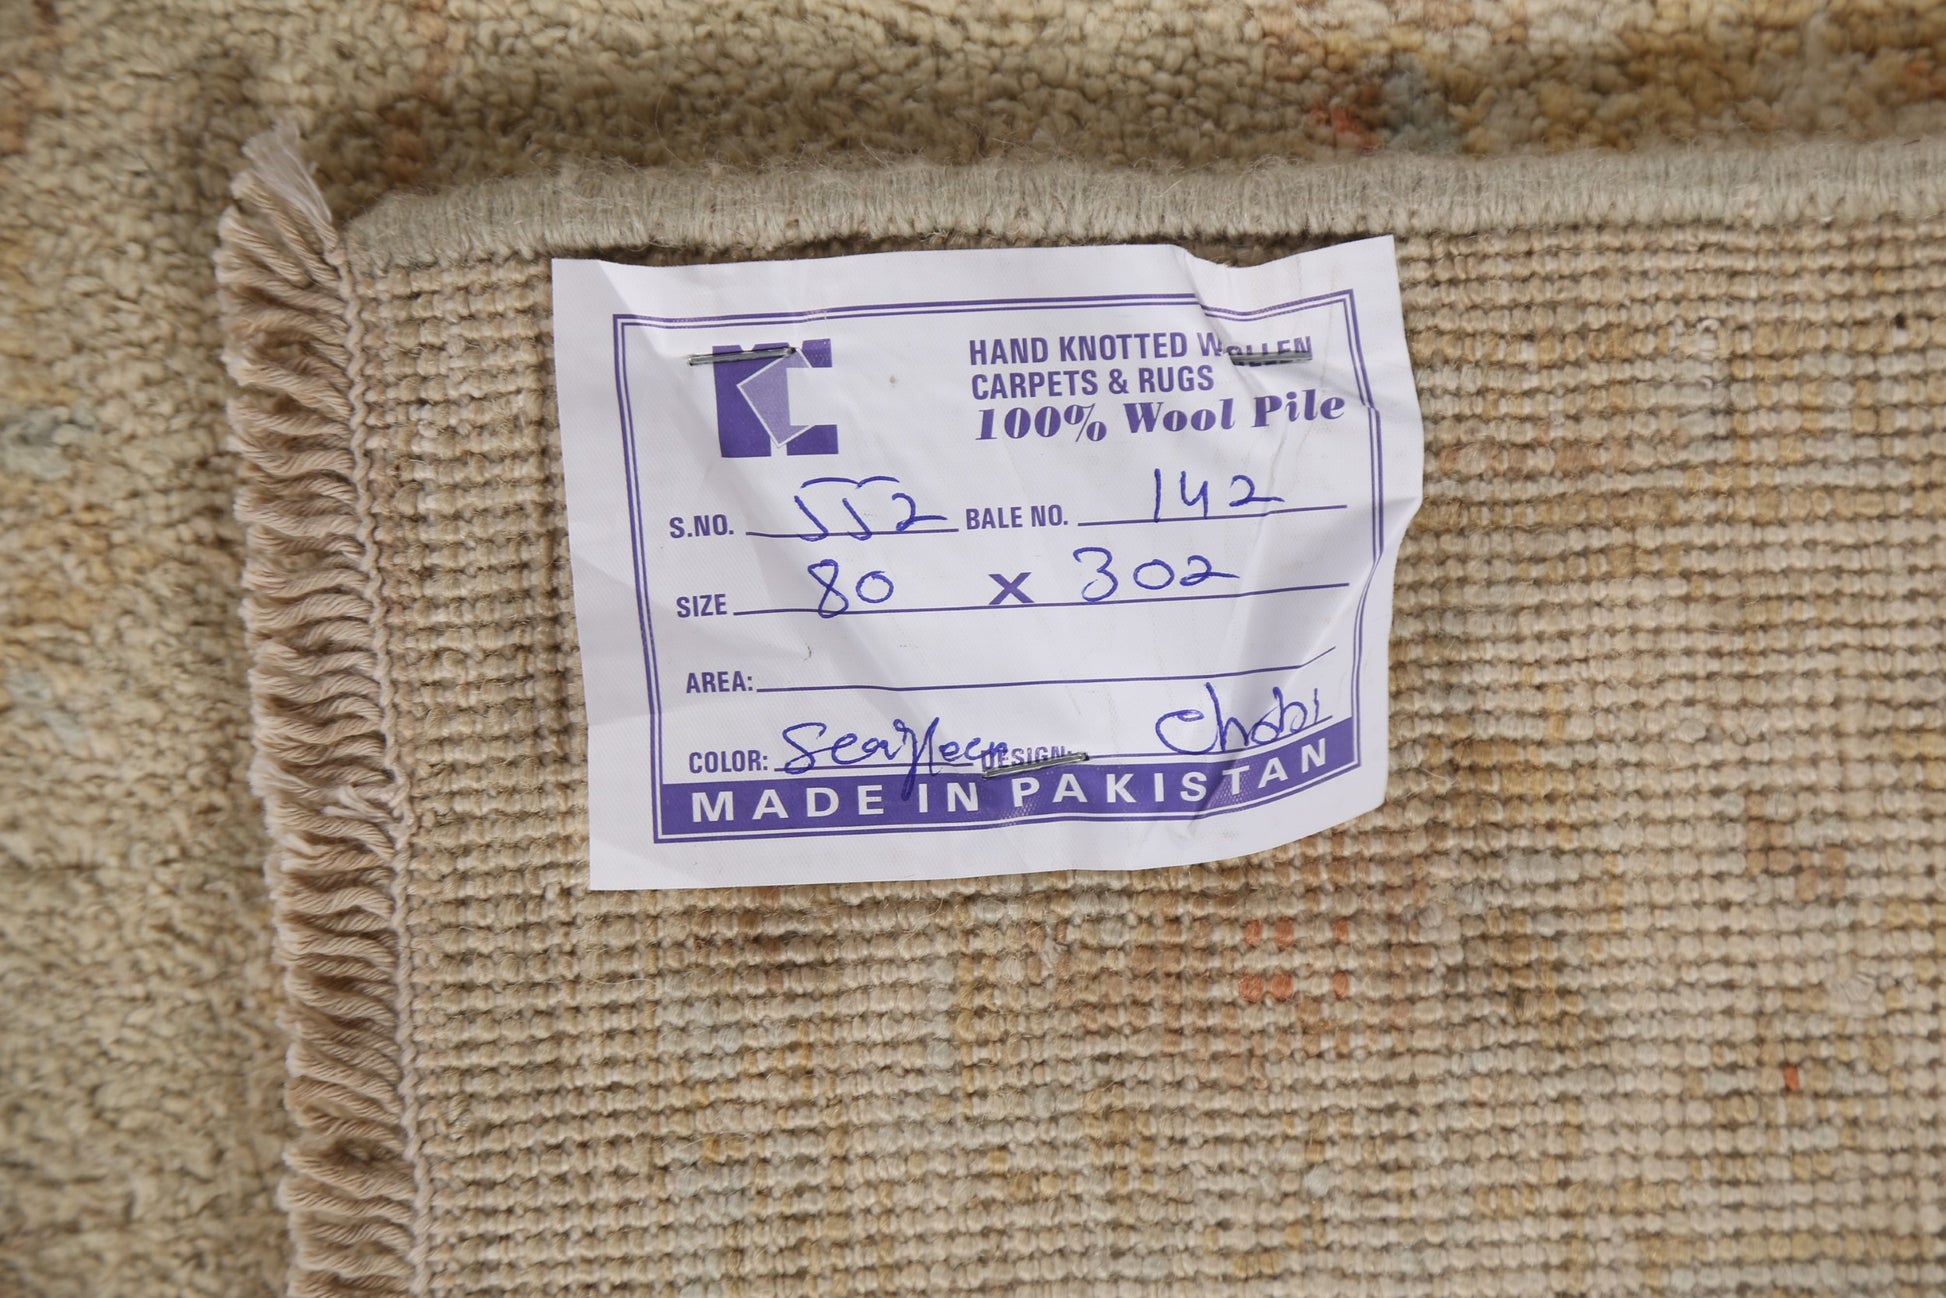 HAND KNOTTED WOLLEN
CARPETS & RUGS
100% Wool Pile
S.NO. 552 BALE NO. 142
SIZE 80 X 302
AREA:
COLOR: DESIGN: Chobi
MADE IN PAKISTAN